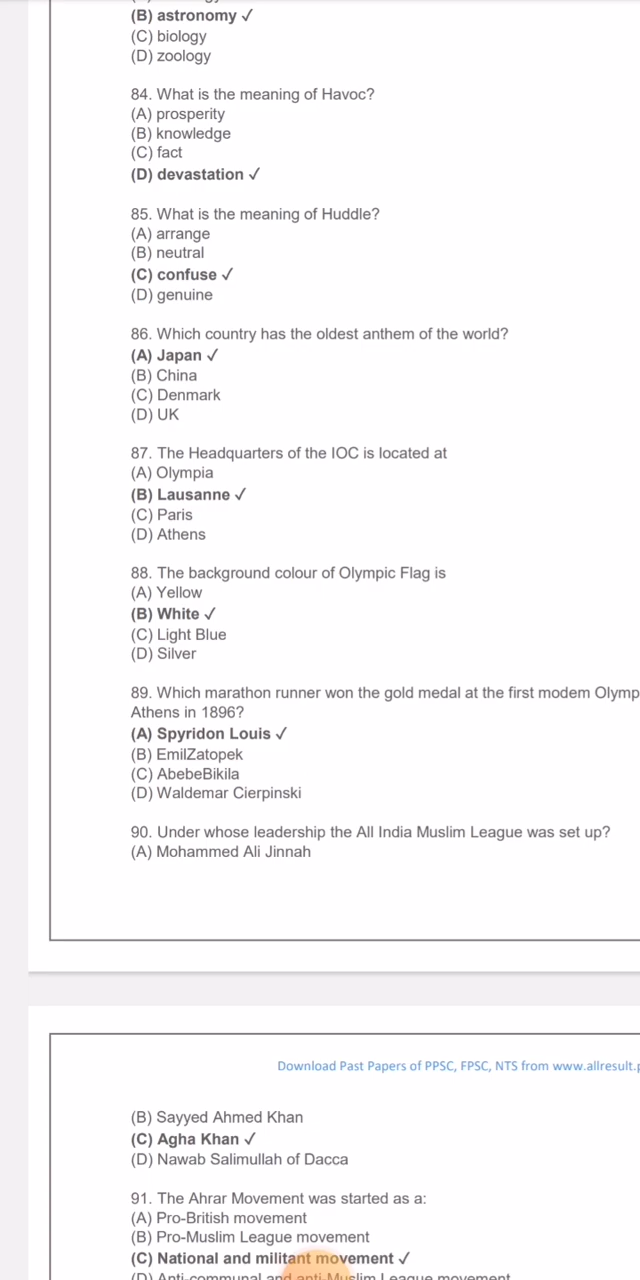 (B) astronomy ✓
(C) biology
(D) zoology
84. What is the meaning of Havoc?
(A) prosperity
(B) knowledge
(C) fact
(D) devastation ✓
85. What is the meaning of Huddle?
(A) arrange
(B) neutral
(C) confuse ✓
(D) genuine
86. Which country has the oldest anthem of the world?
(A) Japan ✓
(B) China
(C) Denmark
(D) UK
87. The Headquarters of the IOC is located at
(A) Olympia
(B) Lausanne ✓
(C) Paris
(D) Athens
88. The background colour of Olympic Flag is
(A) Yellow
(B) White ✓
(C) Light Blue
(D) Silver
89. Which marathon runner won the gold medal at the first modem Olymp
Athens in 1896?
(A) Spyridon Louis ✓
(B) EmilZatopek
(C) AbebeBikila
(D) Waldemar Cierpinski
90. Under whose leadership the All India Muslim League was set up?
(A) Mohammed Ali Jinnah
Download Past Papers of PPSC, FPSC, NTS from www.allresult.p
(B) Sayyed Ahmed Khan
(C) Agha Khan ✓
(D) Nawab Salimullah of Dacca
91. The Ahrar Movement was started as a:
(A) Pro-British movement
(B) Pro-Muslim League movement
(C) National and militant movement ✓
(D) Anti-communal and anti-Muslim League movement